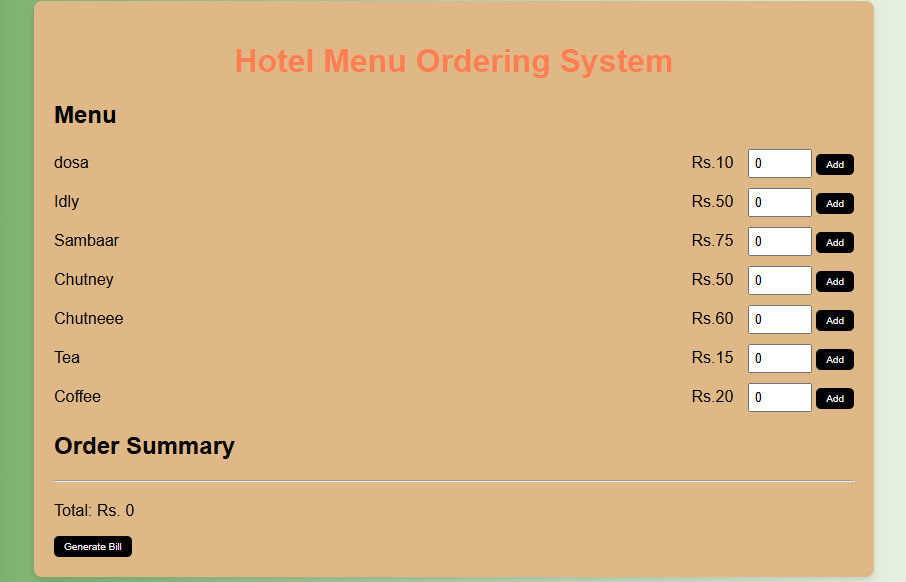 Hotel Menu Ordering System
Menu
dosa Rs.10 0 Add
Idly Rs.50 0 Add
Sambaar Rs.75 0 Add
Chutney Rs.50 0 Add
Chutneee Rs.60 0 Add
Tea Rs.15 0 Add
Coffee Rs.20 0 Add
Order Summary
Total: Rs. 0
Generate Bill